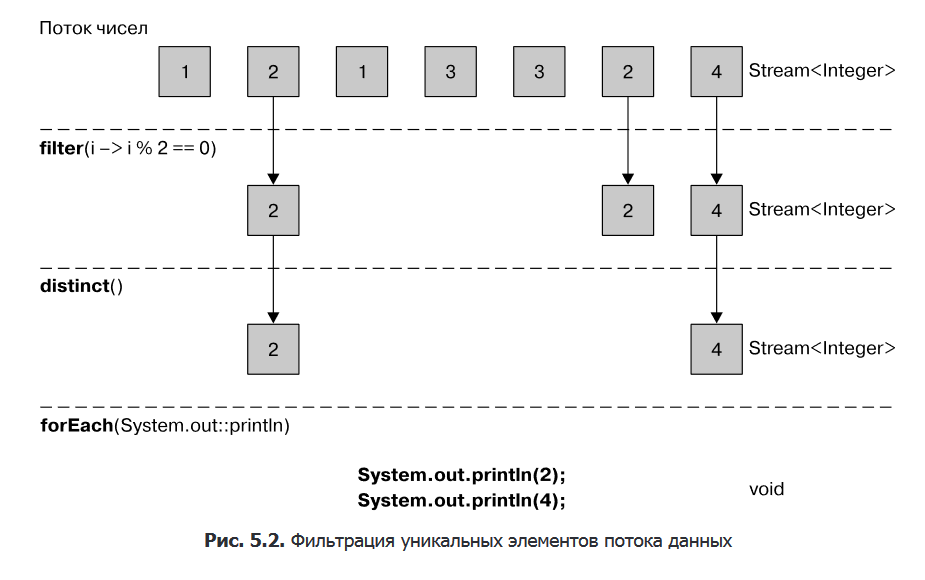 Поток чисел
1 2 1 3 3 2 4 Stream<Integer>
filter(i –> i % 2 == 0)
2 2 4 Stream<Integer>
distinct()
2 4 Stream<Integer>
forEach(System.out::println)
System.out.println(2);
System.out.println(4);
void
Рис. 5.2. Фильтрация уникальных элементов потока данных